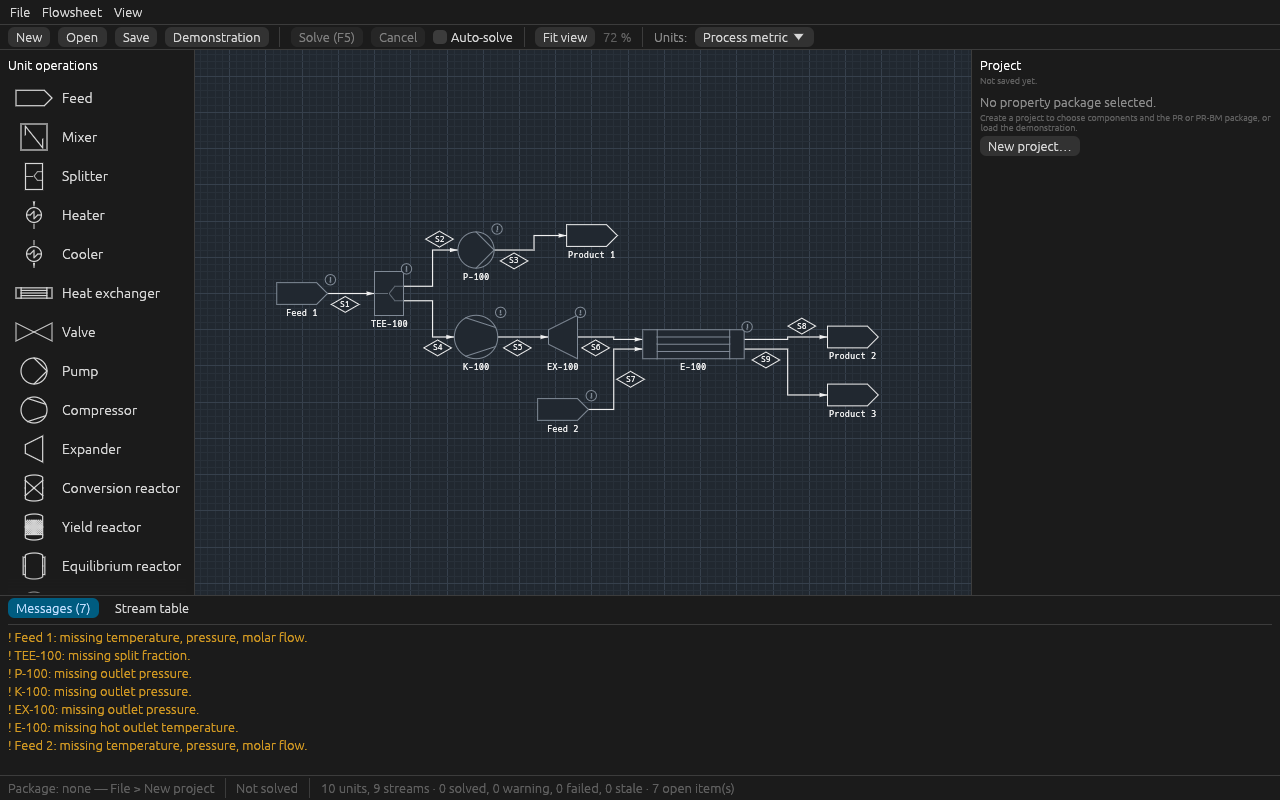 File Flowsheet View
New Open Save Demonstration Solve (F5) Cancel Auto-solve Fit view 72 % Units: Process metric
Unit operations
Feed
Mixer
Splitter
Heater
Cooler
Heat exchanger
Valve
Pump
Compressor
Expander
Conversion reactor
Yield reactor
Equilibrium reactor
S2
S3
P-100
Product 1
S1
Feed 1
TEE-100
S4
K-100
S5
EX-100
S6
S7
E-100
S8
S9
Product 2
Product 3
Feed 2
Project
Not saved yet.
No property package selected.
Create a project to choose components and the PR or PR-BM package, or
load the demonstration.
New project…
Messages (7) Stream table
! Feed 1: missing temperature, pressure, molar flow.
! TEE-100: missing split fraction.
! P-100: missing outlet pressure.
! K-100: missing outlet pressure.
! EX-100: missing outlet pressure.
! E-100: missing hot outlet temperature.
! Feed 2: missing temperature, pressure, molar flow.
Package: none — File > New project Not solved 10 units, 9 streams · 0 solved, 0 warning, 0 failed, 0 stale · 7 open item(s)